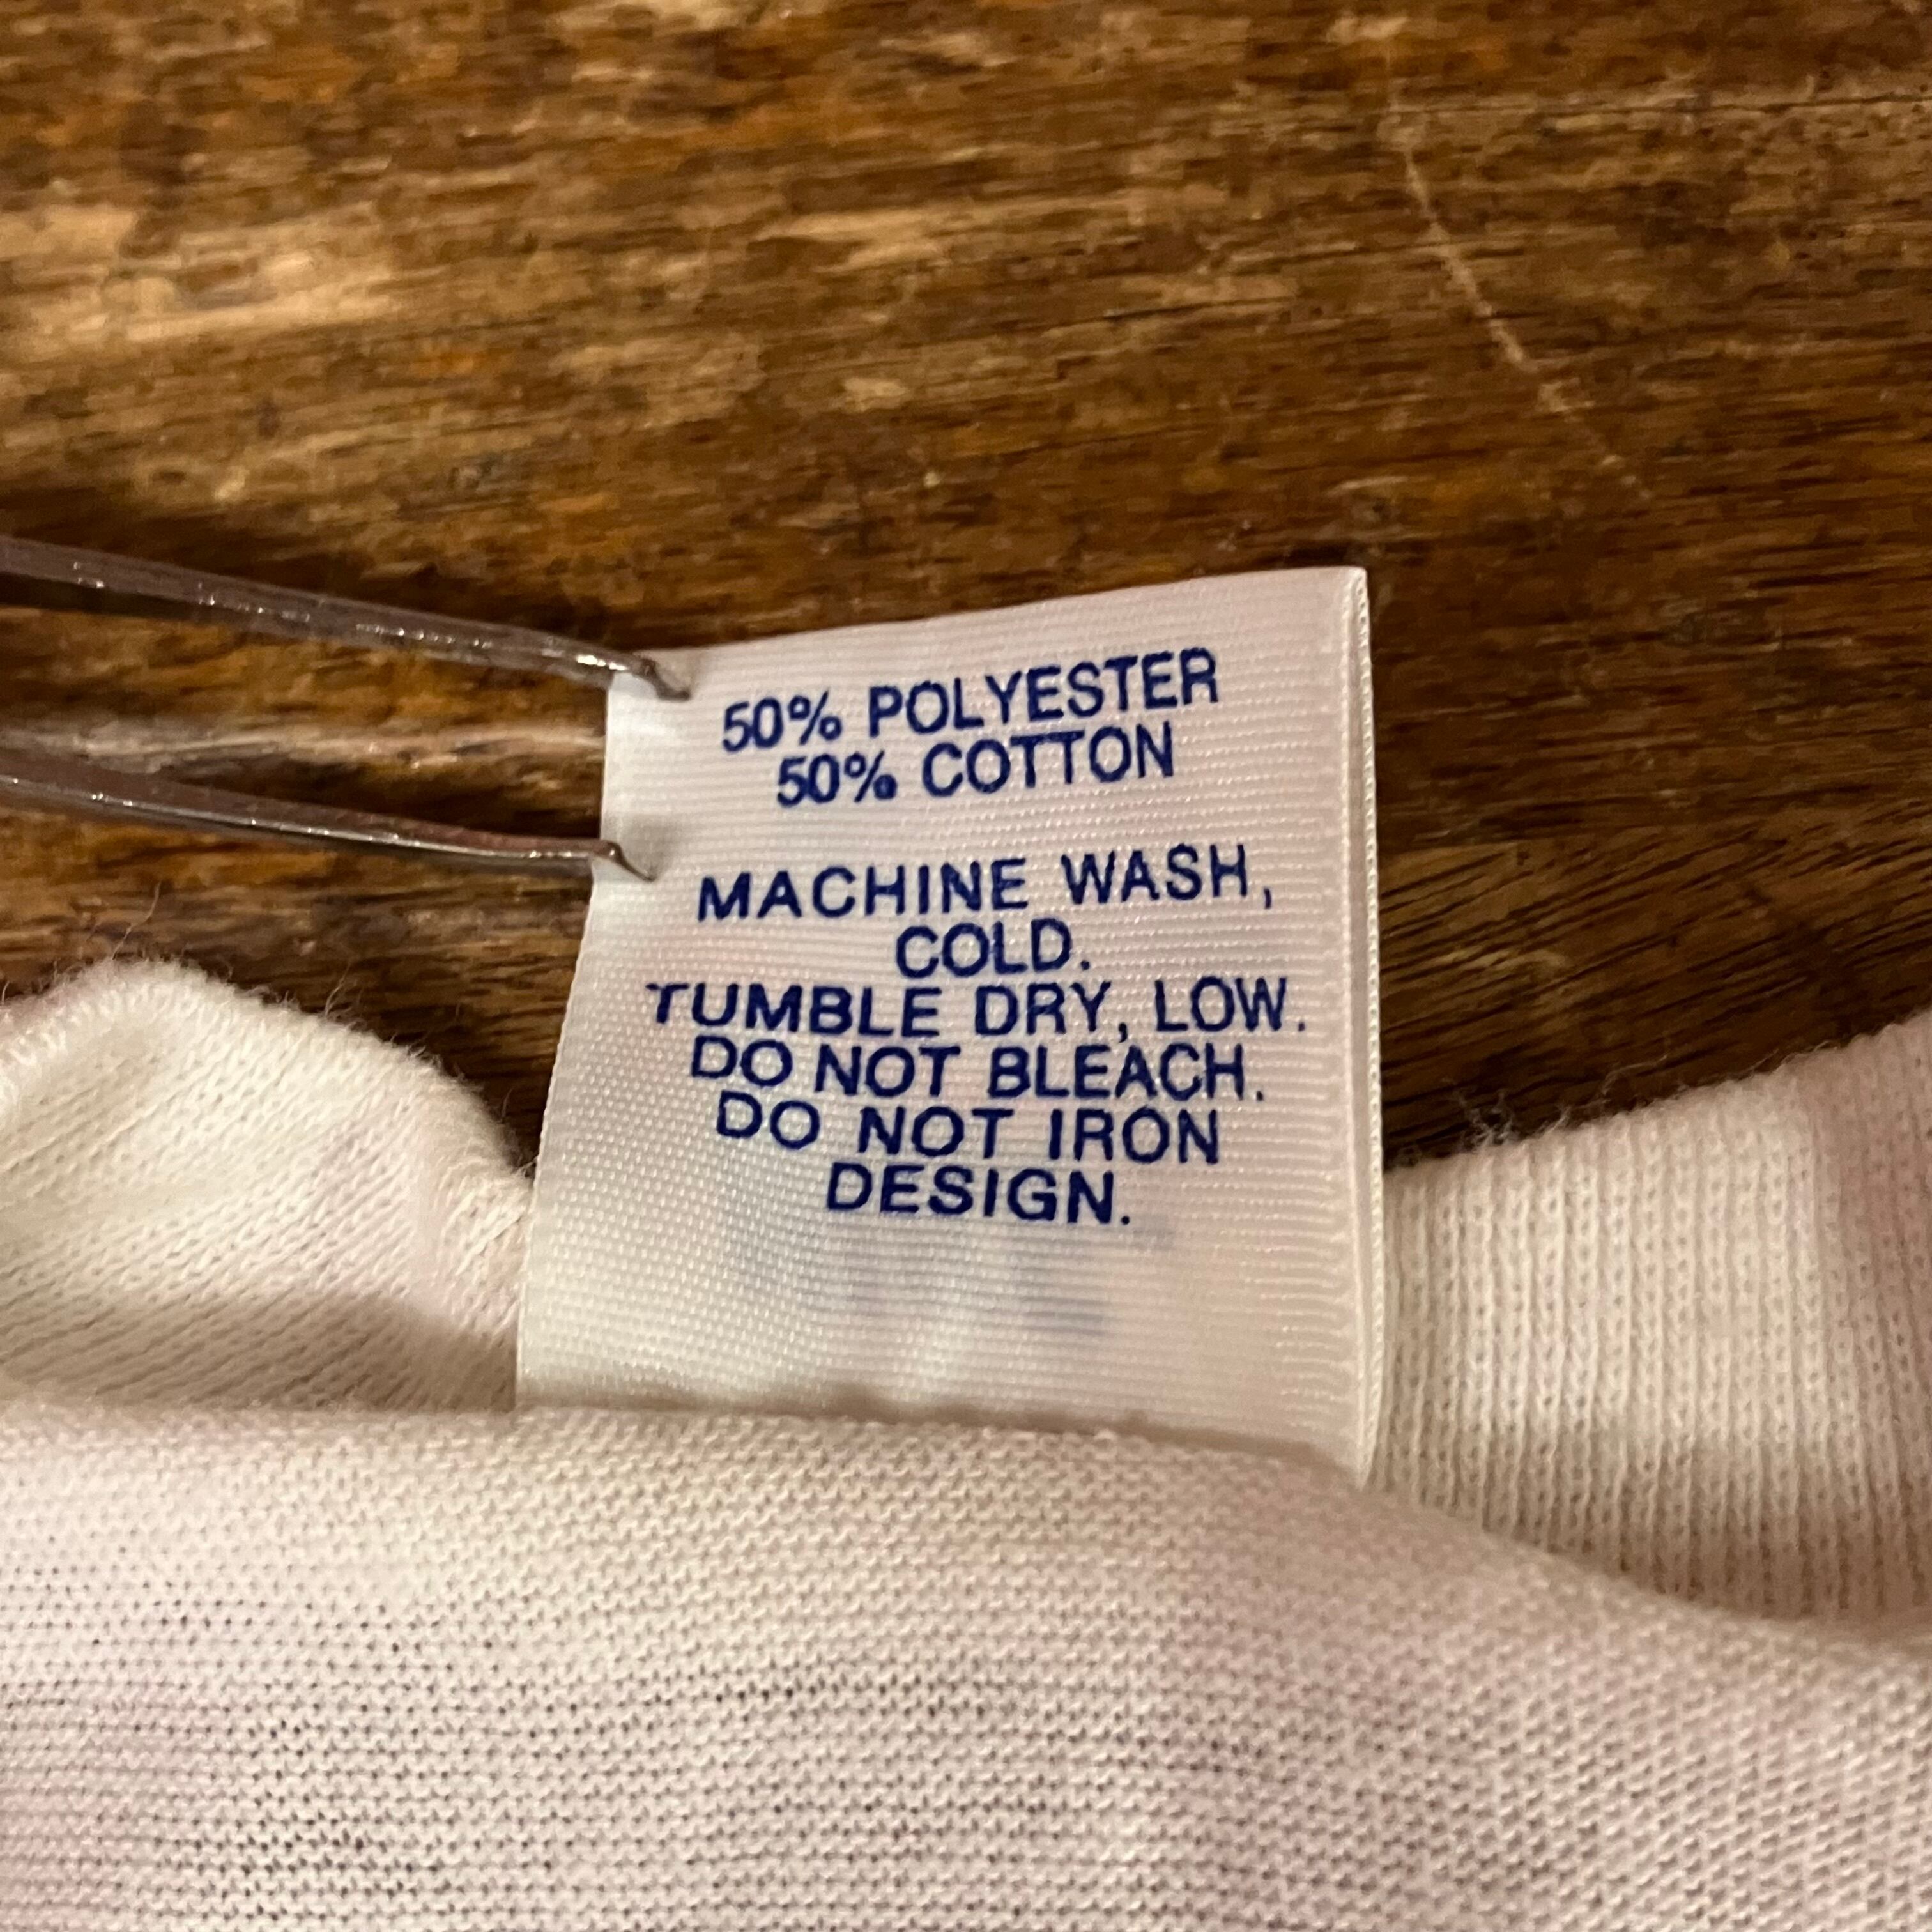 50% POLYESTER
50% COTTON
MACHINE WASH,
COLD.
TUMBLE DRY, LOW.
DO NOT BLEACH.
DO NOT IRON
DESIGN.